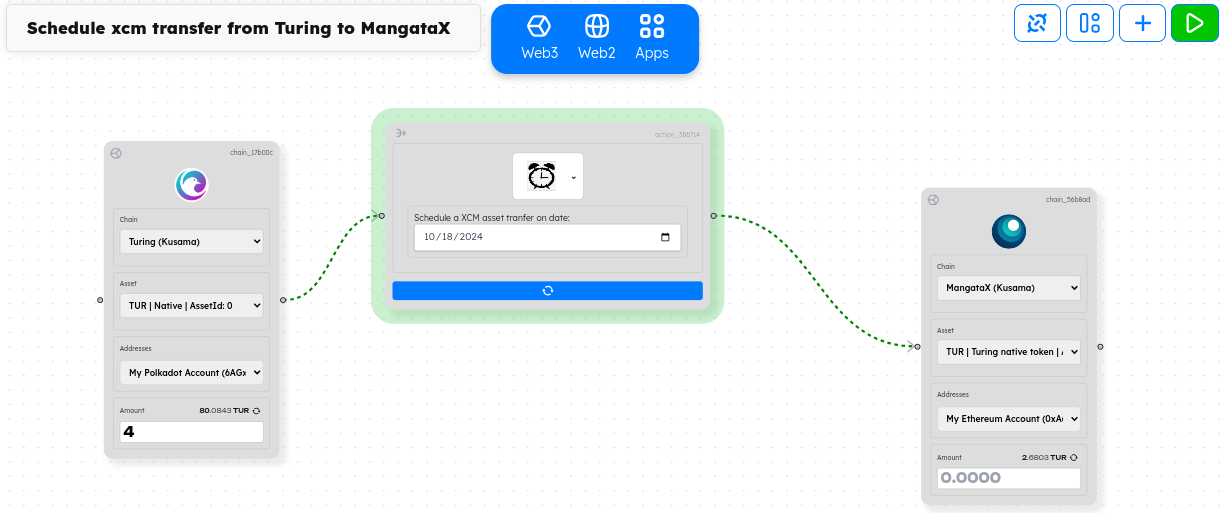 Schedule xcm transfer from Turing to MangataX
Web3 Web2 Apps
chain_17b00c
Chain
Turing (Kusama)
Asset
TUR | Native | AssetId: 0
Addresses
My Polkadot Account (6AGx
Amount 80.0843 TUR
4
action_386714
Schedule a XCM asset tranfer on date:
10/18/2024
chain_56b8ad
Chain
MangataX (Kusama)
Asset
TUR | Turing native token | /
Addresses
My Ethereum Account (0xA
Amount 2.6803 TUR
0.0000